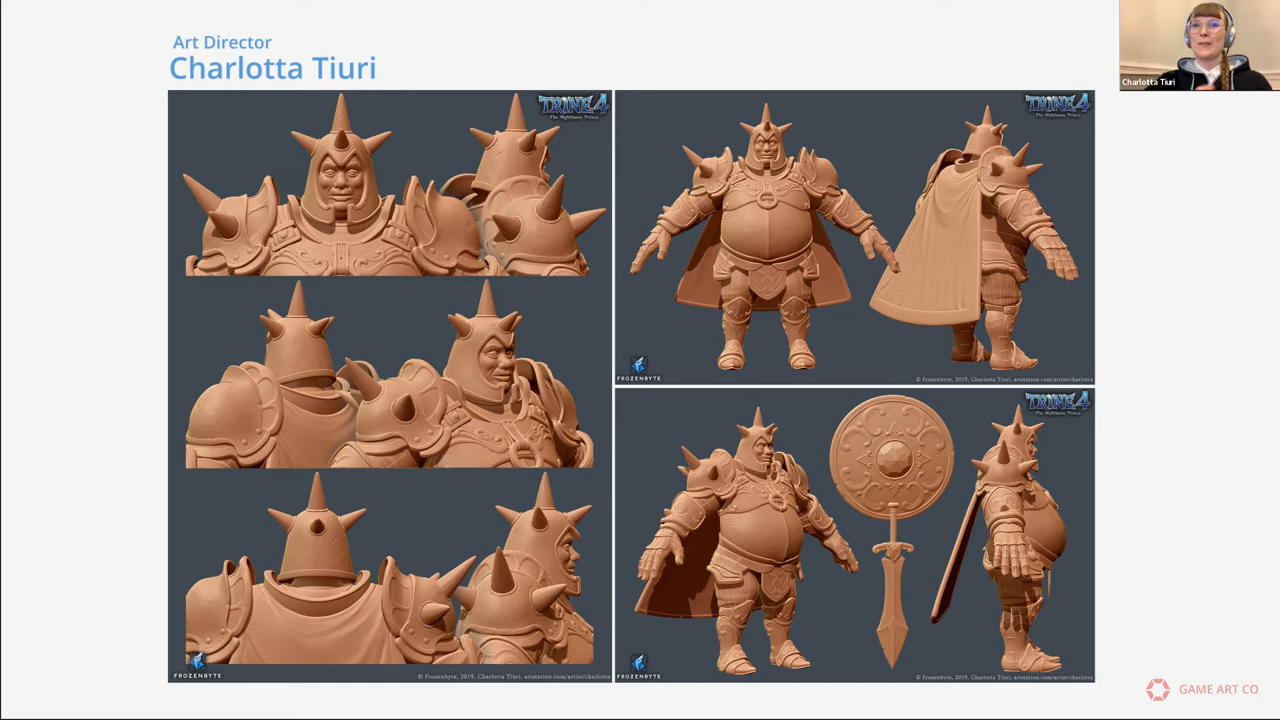 Art Director
Charlotta Tiuri
Charlotta Tiuri
TRINE 4
The Nightmare Prince
TRINE 4
The Nightmare Prince
FROZENBYTE
© Frozenbyte, 2019, Charlotta Tiuri, artstation.com/artist/charlotta
TRINE 4
The Nightmare Prince
FROZENBYTE
© Frozenbyte, 2019, Charlotta Tiuri, artstation.com/artist/charlotta
FROZENBYTE
© Frozenbyte, 2019, Charlotta Tiuri, artstation.com/artist/charlotta
GAME ART CO